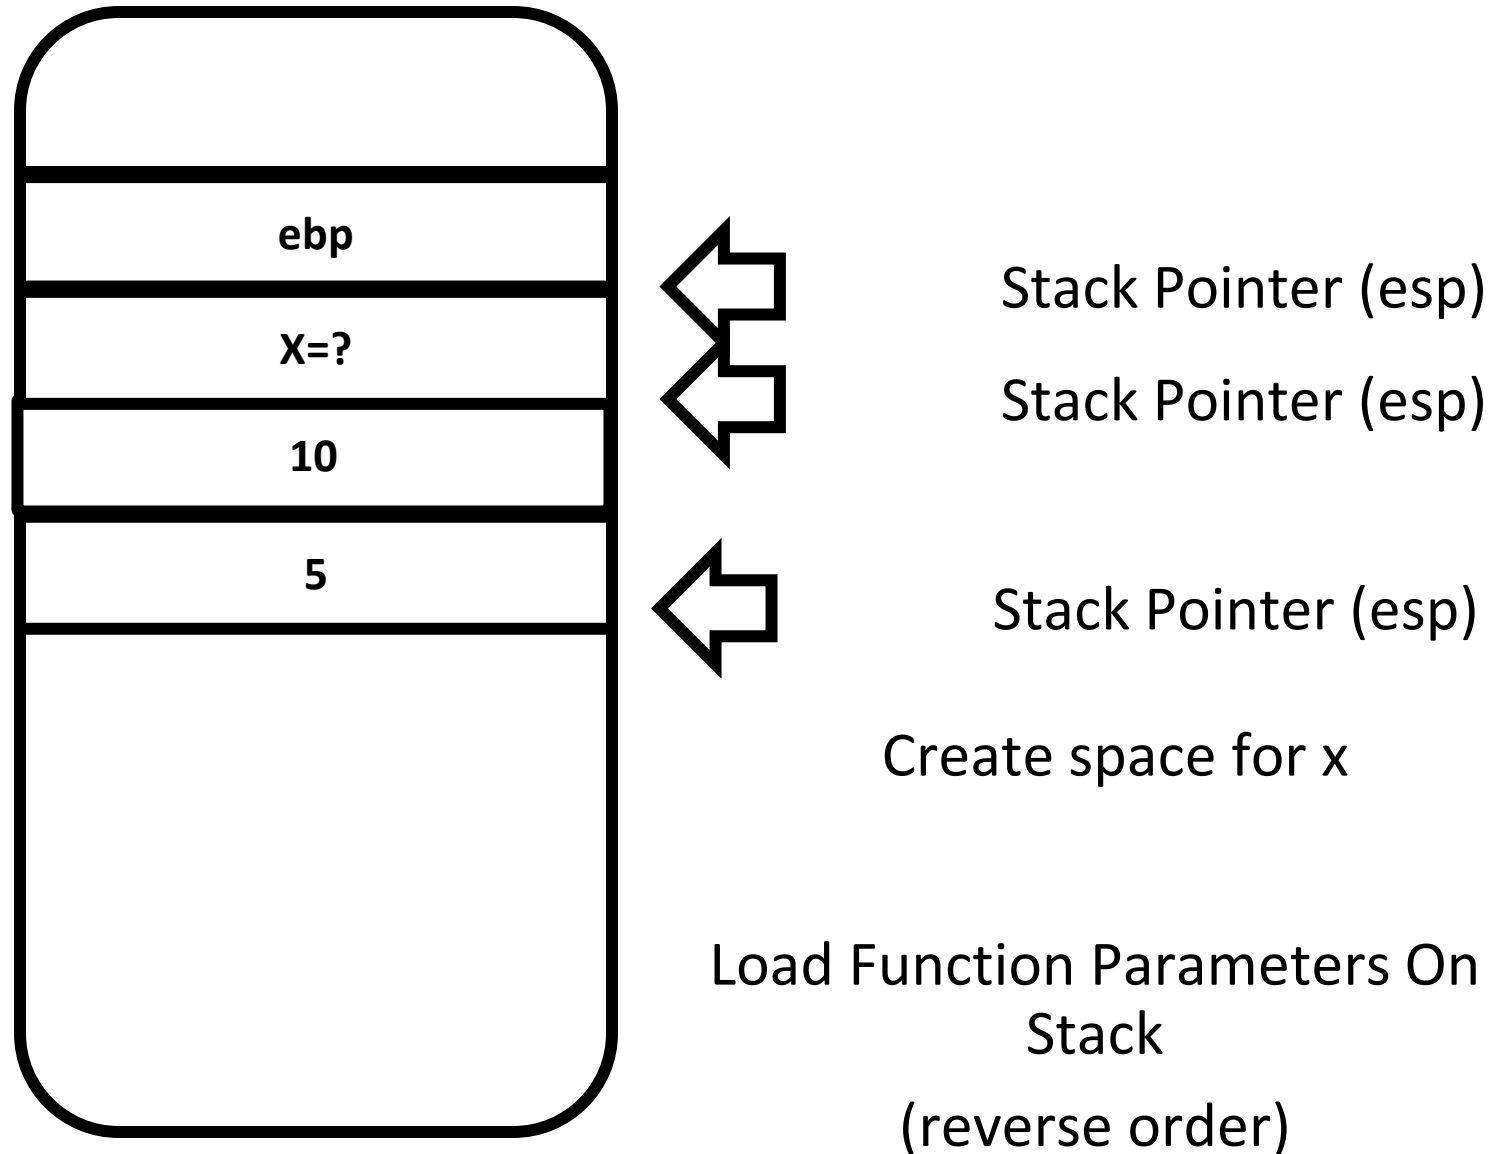 ebp
X=?
10
5
Stack Pointer (esp)
Stack Pointer (esp)
Stack Pointer (esp)
Create space for x
Load Function Parameters On
Stack
(reverse order)